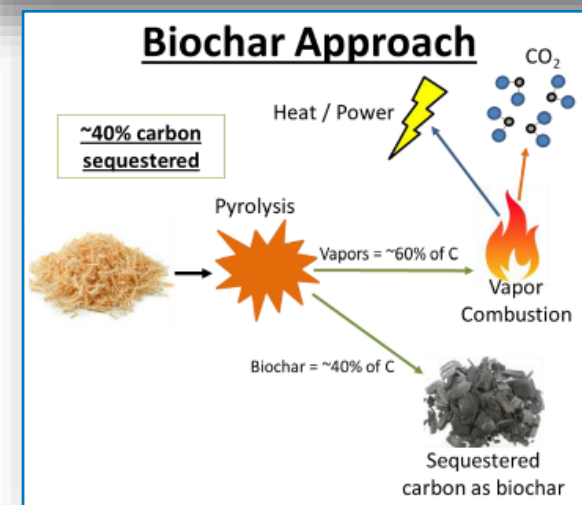 Biochar Approach
CO₂
Heat / Power
~40% carbon
sequestered
Pyrolysis
Vapors = ~60% of C
Vapor
Combustion
Biochar = ~40% of C
Sequestered
carbon as biochar